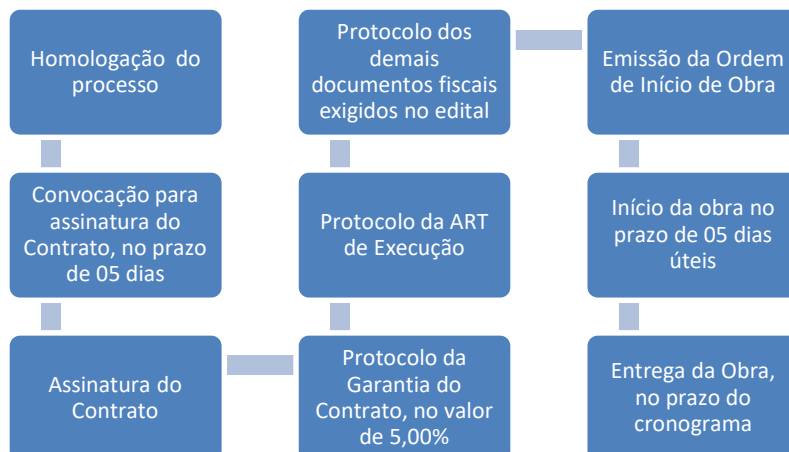 Homologação do
processo
Convocação para
assinatura do
Contrato, no prazo
de 05 dias
Assinatura do
Contrato
Protocolo da
Garantia do
Contrato, no valor
de 5,00%
Protocolo da ART
de Execução
Protocolo dos
demais
documentos fiscais
exigidos no edital
Emissão da Ordem
de Início de Obra
Início da obra no
prazo de 05 dias
úteis
Entrega da Obra,
no prazo do
cronograma